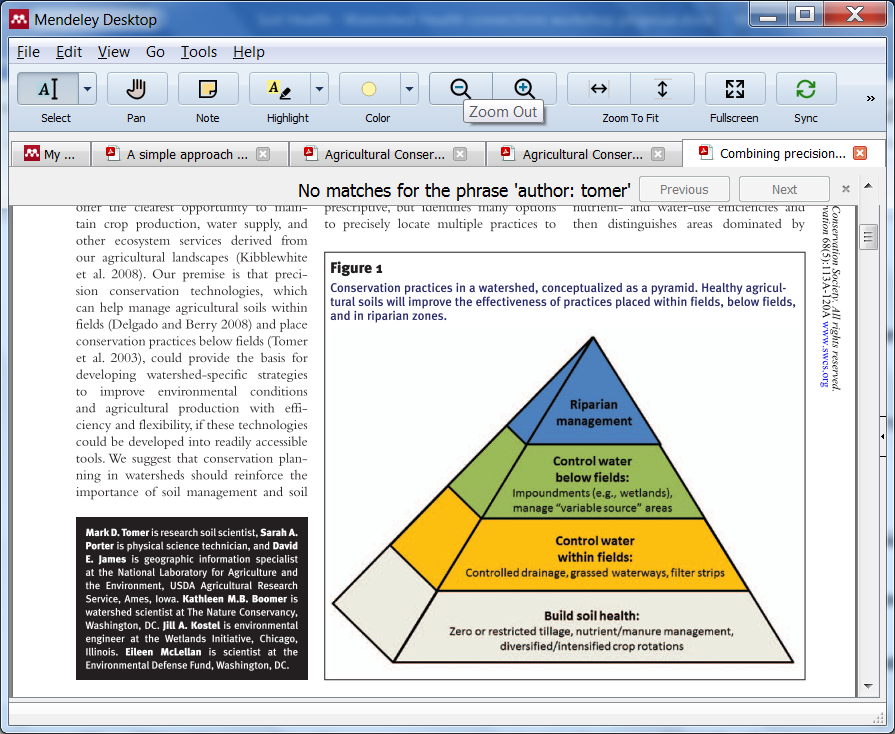 Mendeley Desktop
File Edit View Go Tools Help
Select Pan Note Highlight Color Zoom To Fit Fullscreen Sync
Zoom Out
My ... A simple approach ... Agricultural Conser... Agricultural Conser... Combining precision...
No matches for the phrase 'author: tomer' Previous Next
offer the clearest opportunity to main-
tain crop production, water supply, and
other ecosystem services derived from
our agricultural landscapes (Kibblewhite
et al. 2008). Our premise is that preci-
sion conservation technologies, which
can help manage agricultural soils within
fields (Delgado and Berry 2008) and place
conservation practices below fields (Tomer
et al. 2003), could provide the basis for
developing watershed-specific strategies
to improve environmental conditions
and agricultural production with effi-
ciency and flexibility, if these technologies
could be developed into readily accessible
tools. We suggest that conservation plan-
ning in watersheds should reinforce the
importance of soil management and soil
Mark D. Tomer is research soil scientist, Sarah A.
Porter is physical science technician, and David
E. James is geographic information specialist
at the National Laboratory for Agriculture and
the Environment, USDA Agricultural Research
Service, Ames, Iowa. Kathleen M.B. Boomer is
watershed scientist at The Nature Conservancy,
Washington, DC. Jill A. Kostel is environmental
engineer at the Wetlands Initiative, Chicago,
Illinois. Eileen McLellan is scientist at the
Environmental Defense Fund, Washington, DC.
prescriptive, but identifies many options
to precisely locate multiple practices to
nutrient- and water-use efficiencies and
then distinguishes areas dominated by
Figure 1
Conservation practices in a watershed, conceptualized as a pyramid. Healthy agricul-
tural soils will improve the effectiveness of practices placed within fields, below fields,
and in riparian zones.
Riparian
management
Control water
below fields:
Impoundments (e.g., wetlands),
manage "variable source" areas
Control water
within fields:
Controlled drainage, grassed waterways, filter strips
Build soil health:
Zero or restricted tillage, nutrient/manure management,
diversified/intensified crop rotations
Conservation Society. All rights reserved.
vation 68(5):113A-120A www.swcs.org